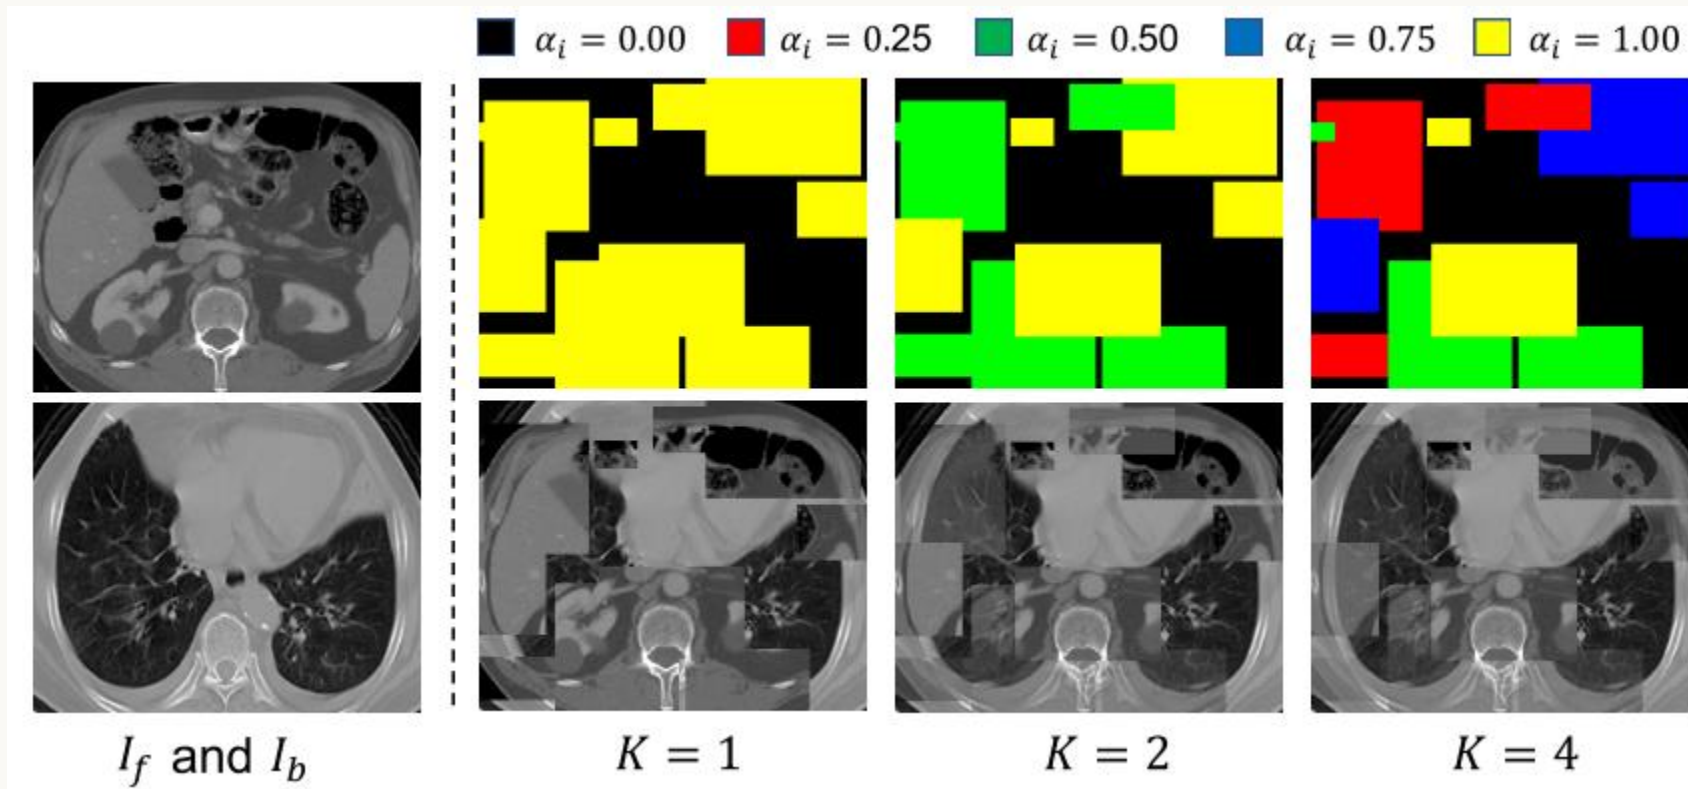 α_i = 0.00 α_i = 0.25 α_i = 0.50 α_i = 0.75 α_i = 1.00
I_f and I_b K = 1 K = 2 K = 4